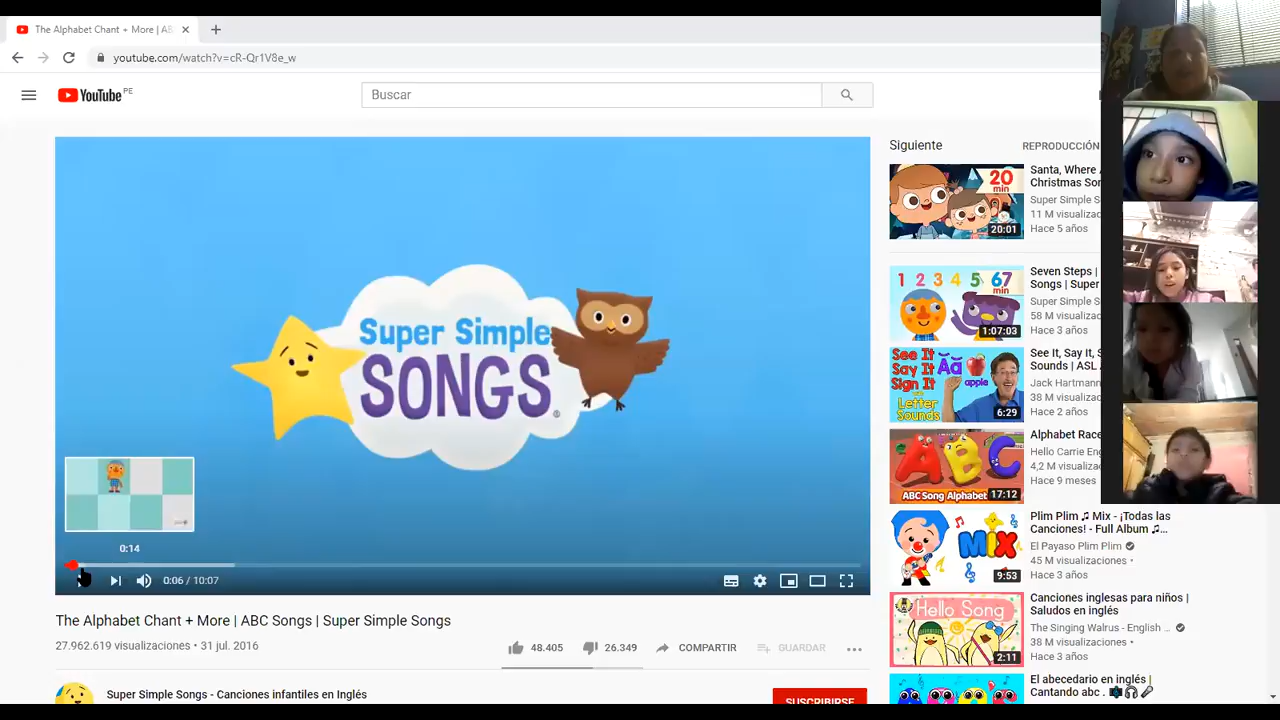 The Alphabet Chant + More | AB
youtube.com/watch?v=cR-Qr1V8e_w
YouTube PE
Buscar
Super Simple
SONGS
0:14
0:06 / 10:07
The Alphabet Chant + More | ABC Songs | Super Simple Songs
27.962.619 visualizaciones • 31 jul. 2016
48.405
26.349
COMPARTIR
GUARDAR
Super Simple Songs - Canciones infantiles en Inglés
SUSCRIBIRSE
Siguiente
REPRODUCCIÓN
20
min
20:01
Santa, Where
Christmas Son
Super Simple S
11 M visualizac
Hace 5 años
1 2 3 4 5 67
min
1:07:03
Seven Steps |
Songs | Super
Super Simple S
58 M visualizac
Hace 3 años
See It
Say It
Sign It
with
Letter
Sounds
Aa
apple
6:29
See It, Say It, S
Sounds | ASL
Jack Hartmann
38 M visualizac
Hace 2 años
ABC
ABC Song Alphabet
17:12
Alphabet Race
Hello Carrie En
4,2 M visualizac
Hace 9 meses
MIX
9:53
Plim Plim ♫ Mix - ¡Todas las
Canciones! - Full Album ♫...
El Payaso Plim Plim
45 M visualizaciones •
Hace 3 años
Hello Song
2:11
Canciones inglesas para niños |
Saludos en inglés
The Singing Walrus - English ...
38 M visualizaciones •
Hace 3 años
El abecedario en inglés |
Cantando abc .